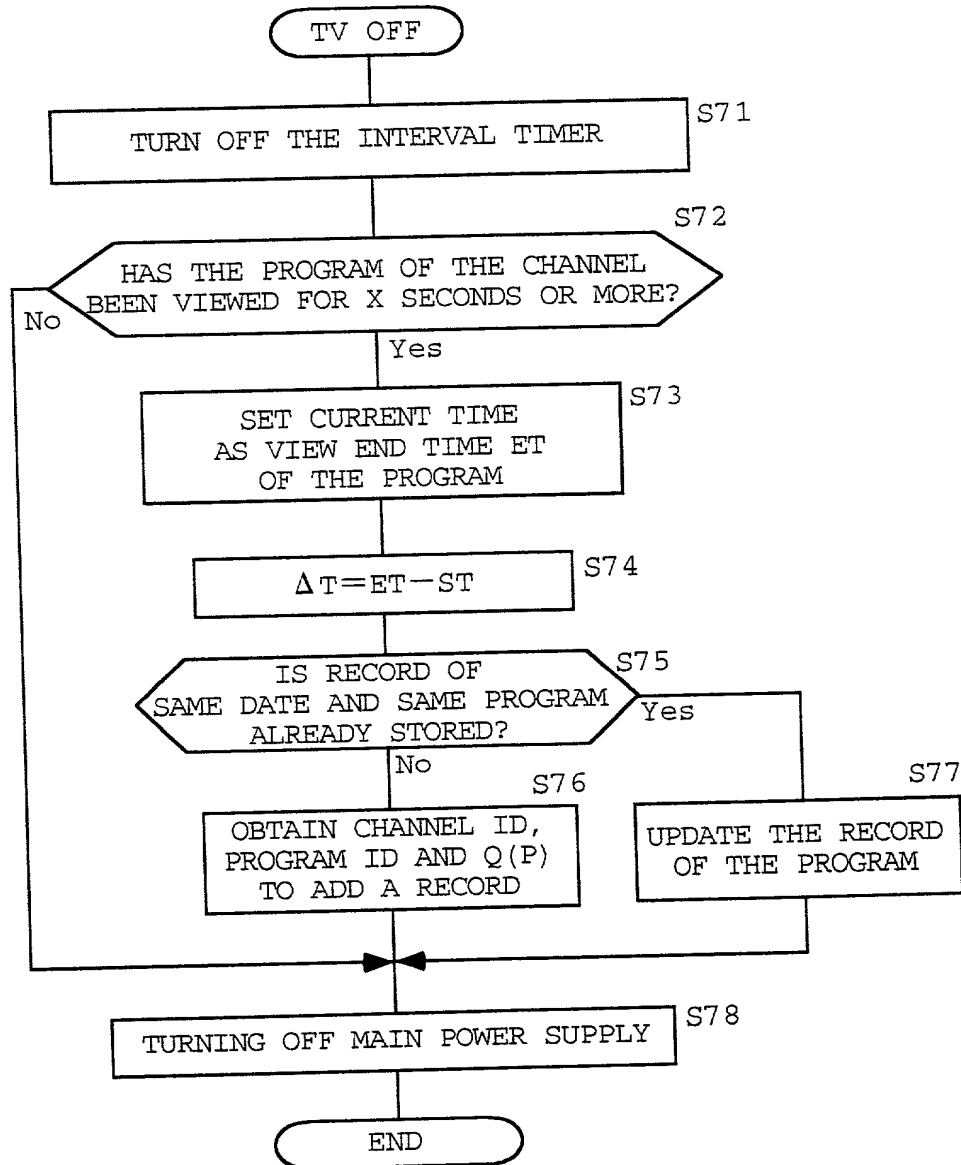 TV OFF
TURN OFF THE INTERVAL TIMER
S71
S72
HAS THE PROGRAM OF THE CHANNEL
BEEN VIEWED FOR X SECONDS OR MORE?
No
Yes
S73
SET CURRENT TIME
AS VIEW END TIME ET
OF THE PROGRAM
S74
ΔT=ET-ST
S75
IS RECORD OF
SAME DATE AND SAME PROGRAM
ALREADY STORED?
Yes
No
S76
S77
OBTAIN CHANNEL ID,
PROGRAM ID AND Q(P)
TO ADD A RECORD
UPDATE THE RECORD
OF THE PROGRAM
S78
TURNING OFF MAIN POWER SUPPLY
END